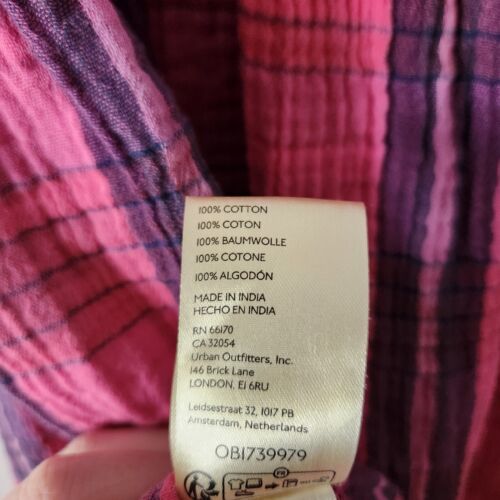 100% COTTON
100% COTON
100% BAUMWOLLE
100% COTONE
100% ALGODÓN
MADE IN INDIA
HECHO EN INDIA
RN 66170
CA 32054
Urban Outfitters, Inc.
146 Brick Lane
LONDON, E1 6RU
Leidsestraat 32, 1017 PB
Amsterdam, Netherlands
OB1739979
FR